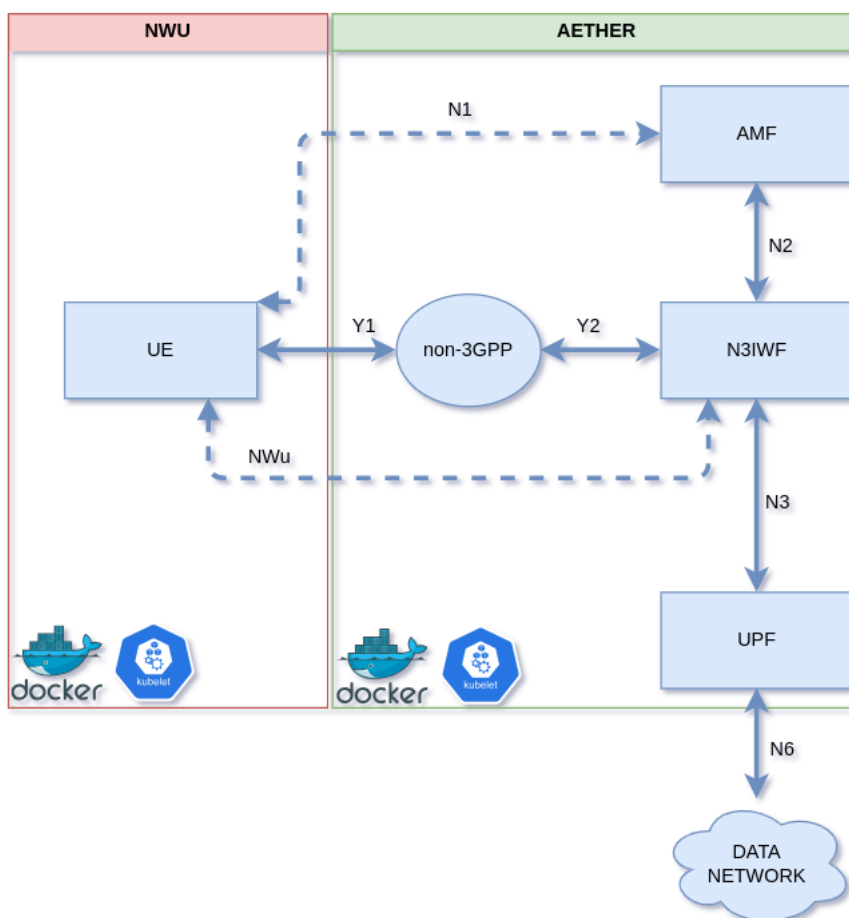 NWU
AETHER
N1
AMF
N2
UE
Y1
non-3GPP
Y2
N3IWF
NWu
N3
docker
kubelet
docker
kubelet
UPF
N6
DATA
NETWORK